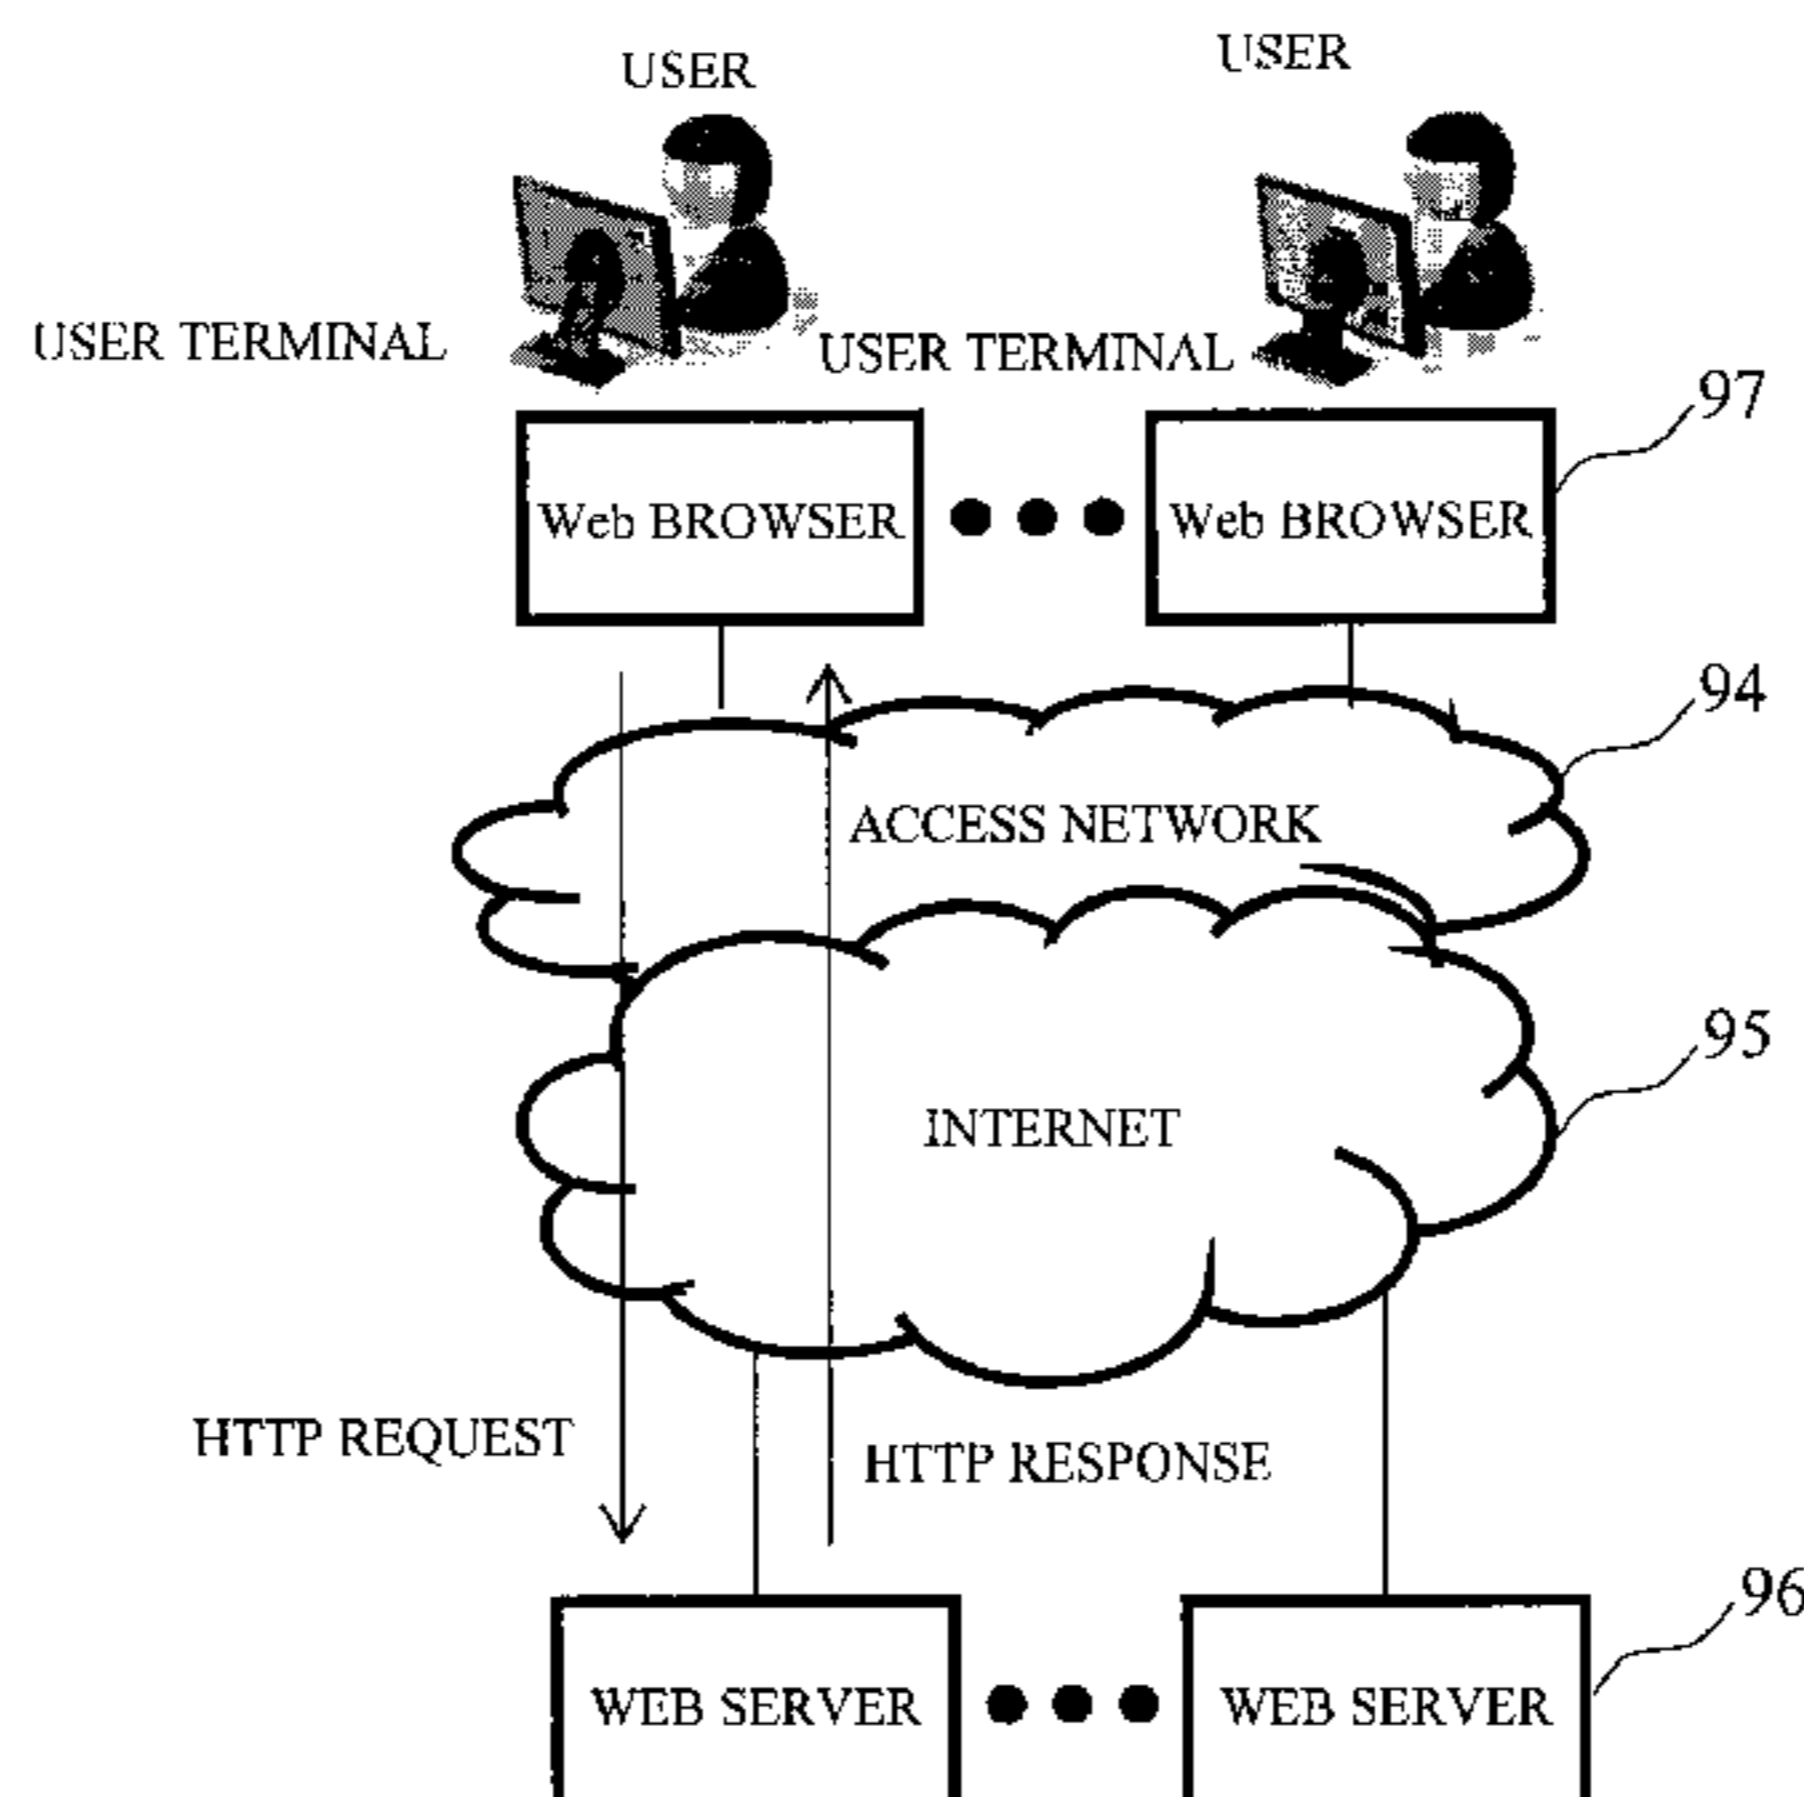 USER
USER
USER TERMINAL
USER TERMINAL
97
Web BROWSER
Web BROWSER
94
ACCESS NETWORK
95
INTERNET
HTTP REQUEST
HTTP RESPONSE
96
WEB SERVER
WEB SERVER